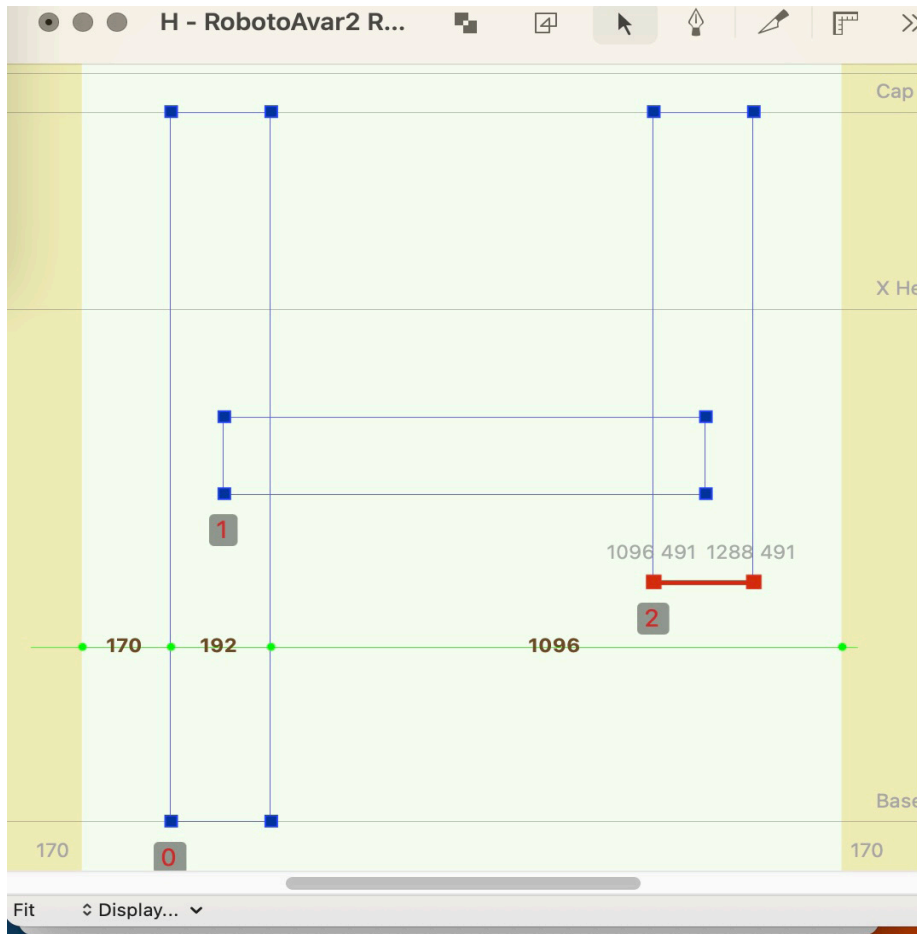 H - RobotoAvar2 R...
Cap
X He
1
1096 491 1288 491
2
170 192 1096
Base
170 0 170
Fit Display...